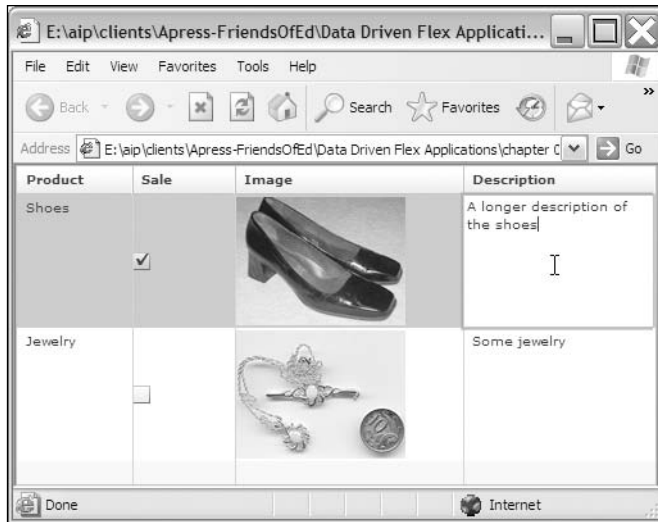 E:\aip\clients\Apress-FriendsOfEd\Data Driven Flex Applicati...
File Edit View Favorites Tools Help
Back Search Favorites »
Address E:\aip\clients\Apress-FriendsOfEd\Data Driven Flex Applications\chapter Go
Product Sale Image Description
Shoes
A longer description of
the shoes
Jewelry
Some jewelry
10
Done Internet